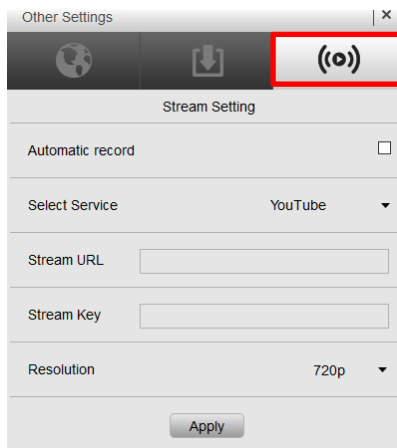 Other Settings
Stream Setting
Automatic record
Select Service YouTube
Stream URL
Stream Key
Resolution 720p
Apply